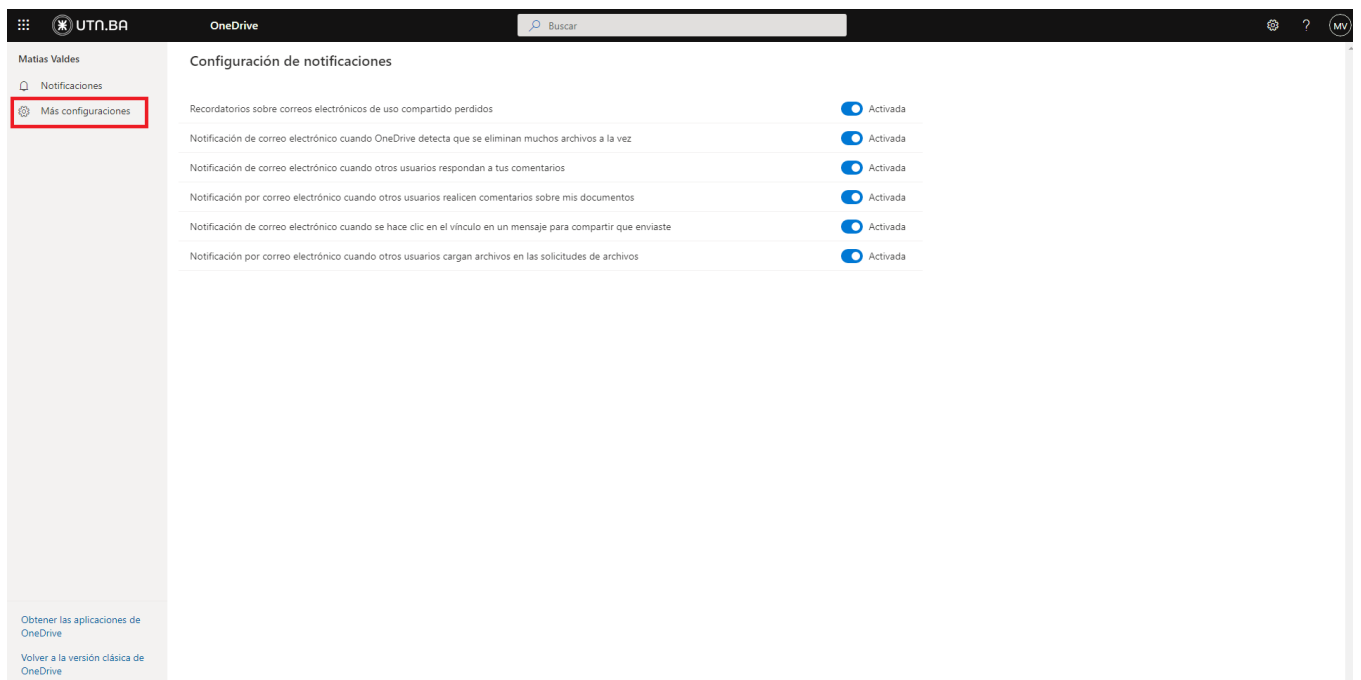 UTN.BA
OneDrive
Buscar
?
MV
Matias Valdes
Notificaciones
Más configuraciones
Configuración de notificaciones
Recordatorios sobre correos electrónicos de uso compartido perdidos
Activada
Notificación de correo electrónico cuando OneDrive detecta que se eliminan muchos archivos a la vez
Activada
Notificación de correo electrónico cuando otros usuarios respondan a tus comentarios
Activada
Notificación por correo electrónico cuando otros usuarios realicen comentarios sobre mis documentos
Activada
Notificación de correo electrónico cuando se hace clic en el vínculo en un mensaje para compartir que enviaste
Activada
Notificación por correo electrónico cuando otros usuarios cargan archivos en las solicitudes de archivos
Activada
Obtener las aplicaciones de
OneDrive
Volver a la versión clásica de
OneDrive